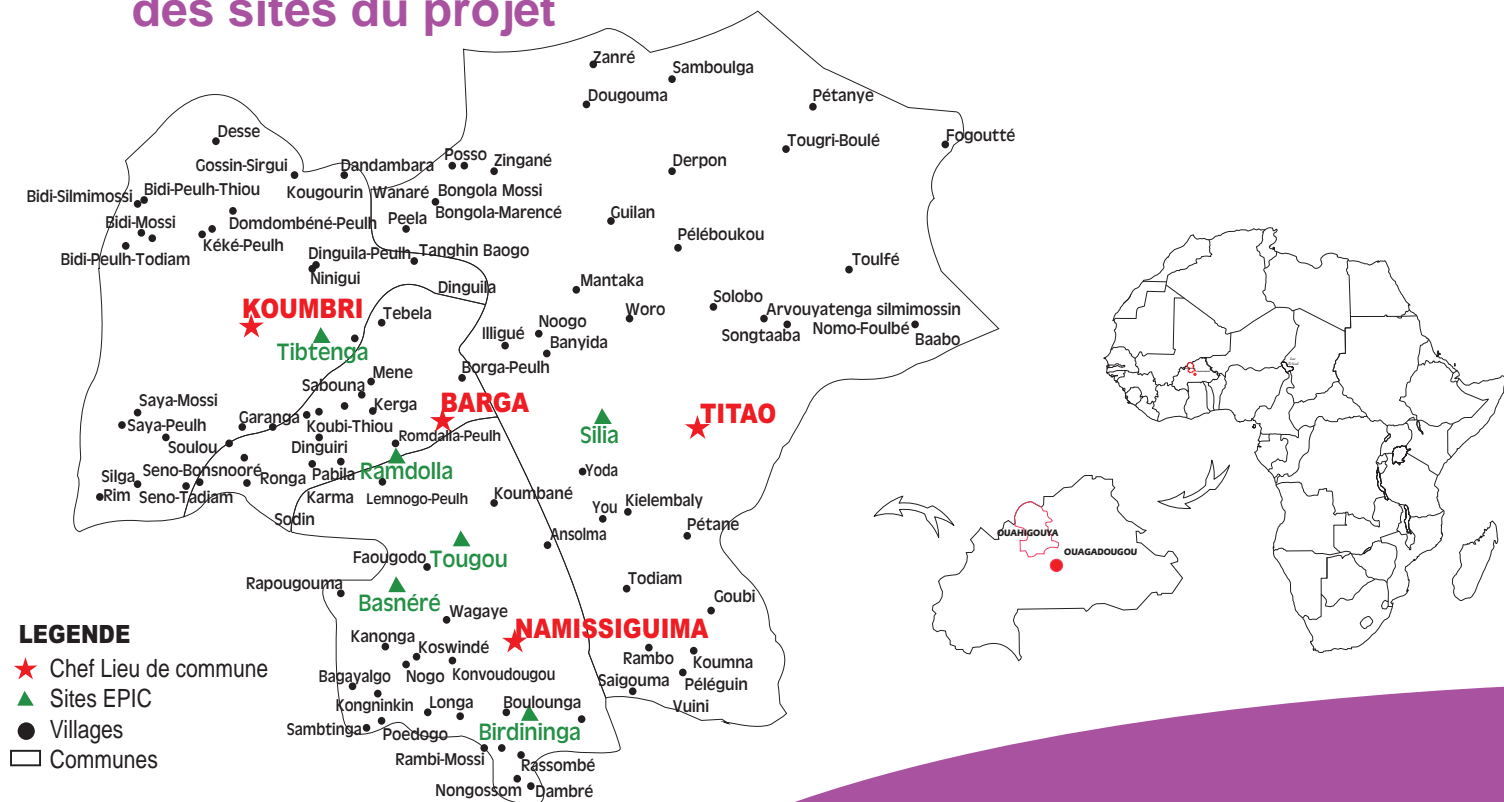 des sites du projet
Zanré
Samboulga
Dougouma
Pétanye
Desse
Tougri-Boulé
Fogoutté
Gossin-Sirgui
Dandambara
Posso
Zingané
Derpon
Bidi-Silmimossi
Bidi-Peulh-Thiou
Kougourin
Wanaré
Bongola Mossi
Bidi-Mossi
Domdombéné-Peulh
Peela
Bongola-Marencé
Guilan
Bidi-Peulh-Todiam
Kéké-Peulh
Dinguila-Peulh
Tanghin Baogo
Péléboukou
Ninigui
Toulfé
Dinguila
Mantaka
KOUMBRI
Tebela
Woro
Solobo
Arvouyatenga silmimossin
Illigué
Noogo
Songtaaba
Nomo-Foulbé
Baabo
Tibtenga
Banyida
Mene
Borga-Peulh
Sabouna
Saya-Mossi
Kerga
BARGA
TITAO
Saya-Peulh
Garanga
Koubi-Thiou
Silia
Soulou
Dinguiri
Romdalla-Peulh
Silga
Seno-Bonsnooré
Ronga
Pabila
Ramdolla
Yoda
Rim
Seno-Tadiam
Karma
Lemnogo-Peulh
Koumbané
You
Kielembaly
Sodin
Pétane
Ansolma
OUAHIGOUYA
OUAGADOUGOU
Faougodo
Tougou
Rapougouma
Basnéré
Todiam
Goubi
Wagaye
LEGENDE
NAMISSIGUIMA
Kanonga
Koswindé
Rambo
Koumna
Chef Lieu de commune
Bagayalgo
Nogo
Konvoudougou
Saigouma
Péléguin
Sites EPIC
Kongninkin
Longa
Boulounga
Vuini
Villages
Sambtinga
Poedogo
Birdininga
Communes
Rambi-Mossi
Rassombé
Nongossom
Dambré